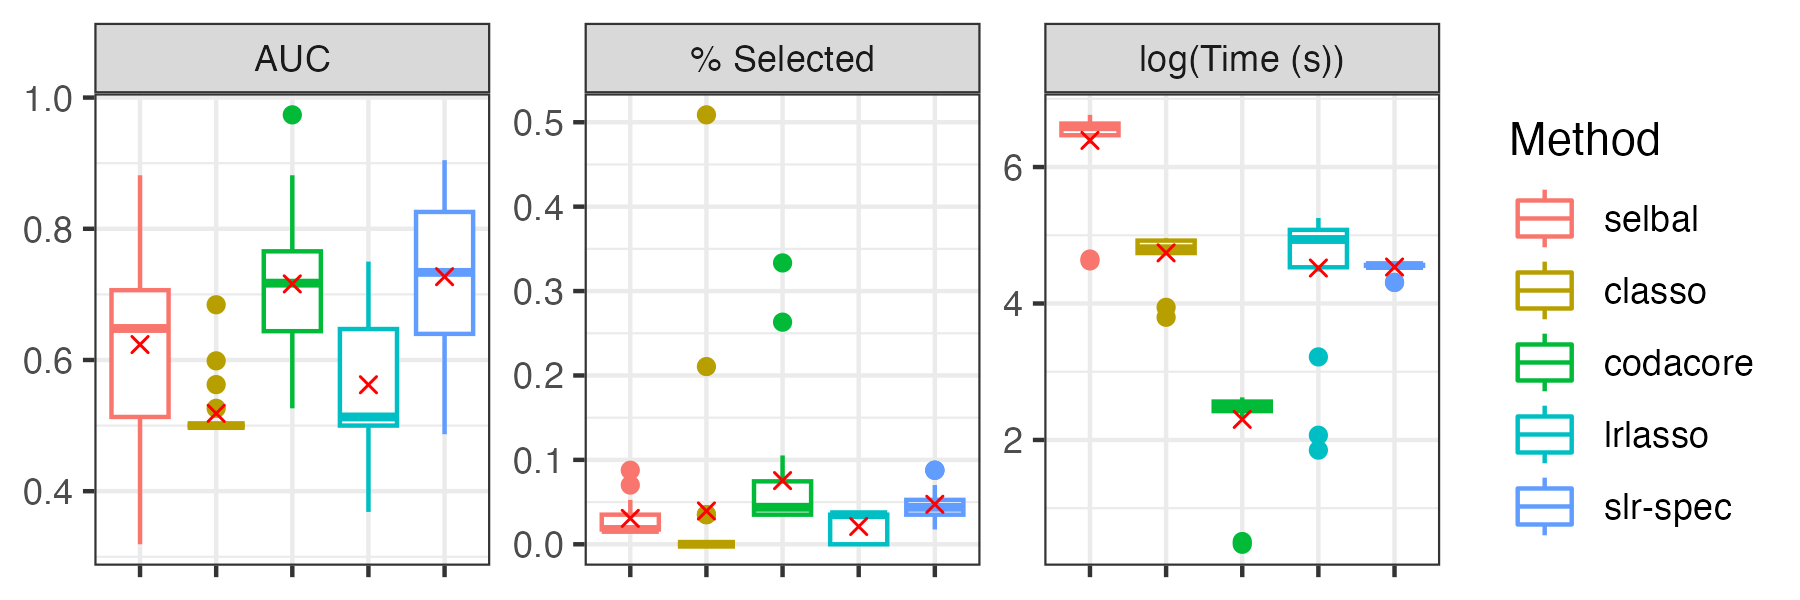 AUC
1.0
0.8
0.6
0.4
% Selected
0.5
0.4
0.3
0.2
0.1
0.0
log(Time (s))
6
4
2
Method
selbal
classo
codacore
lrlasso
slr-spec